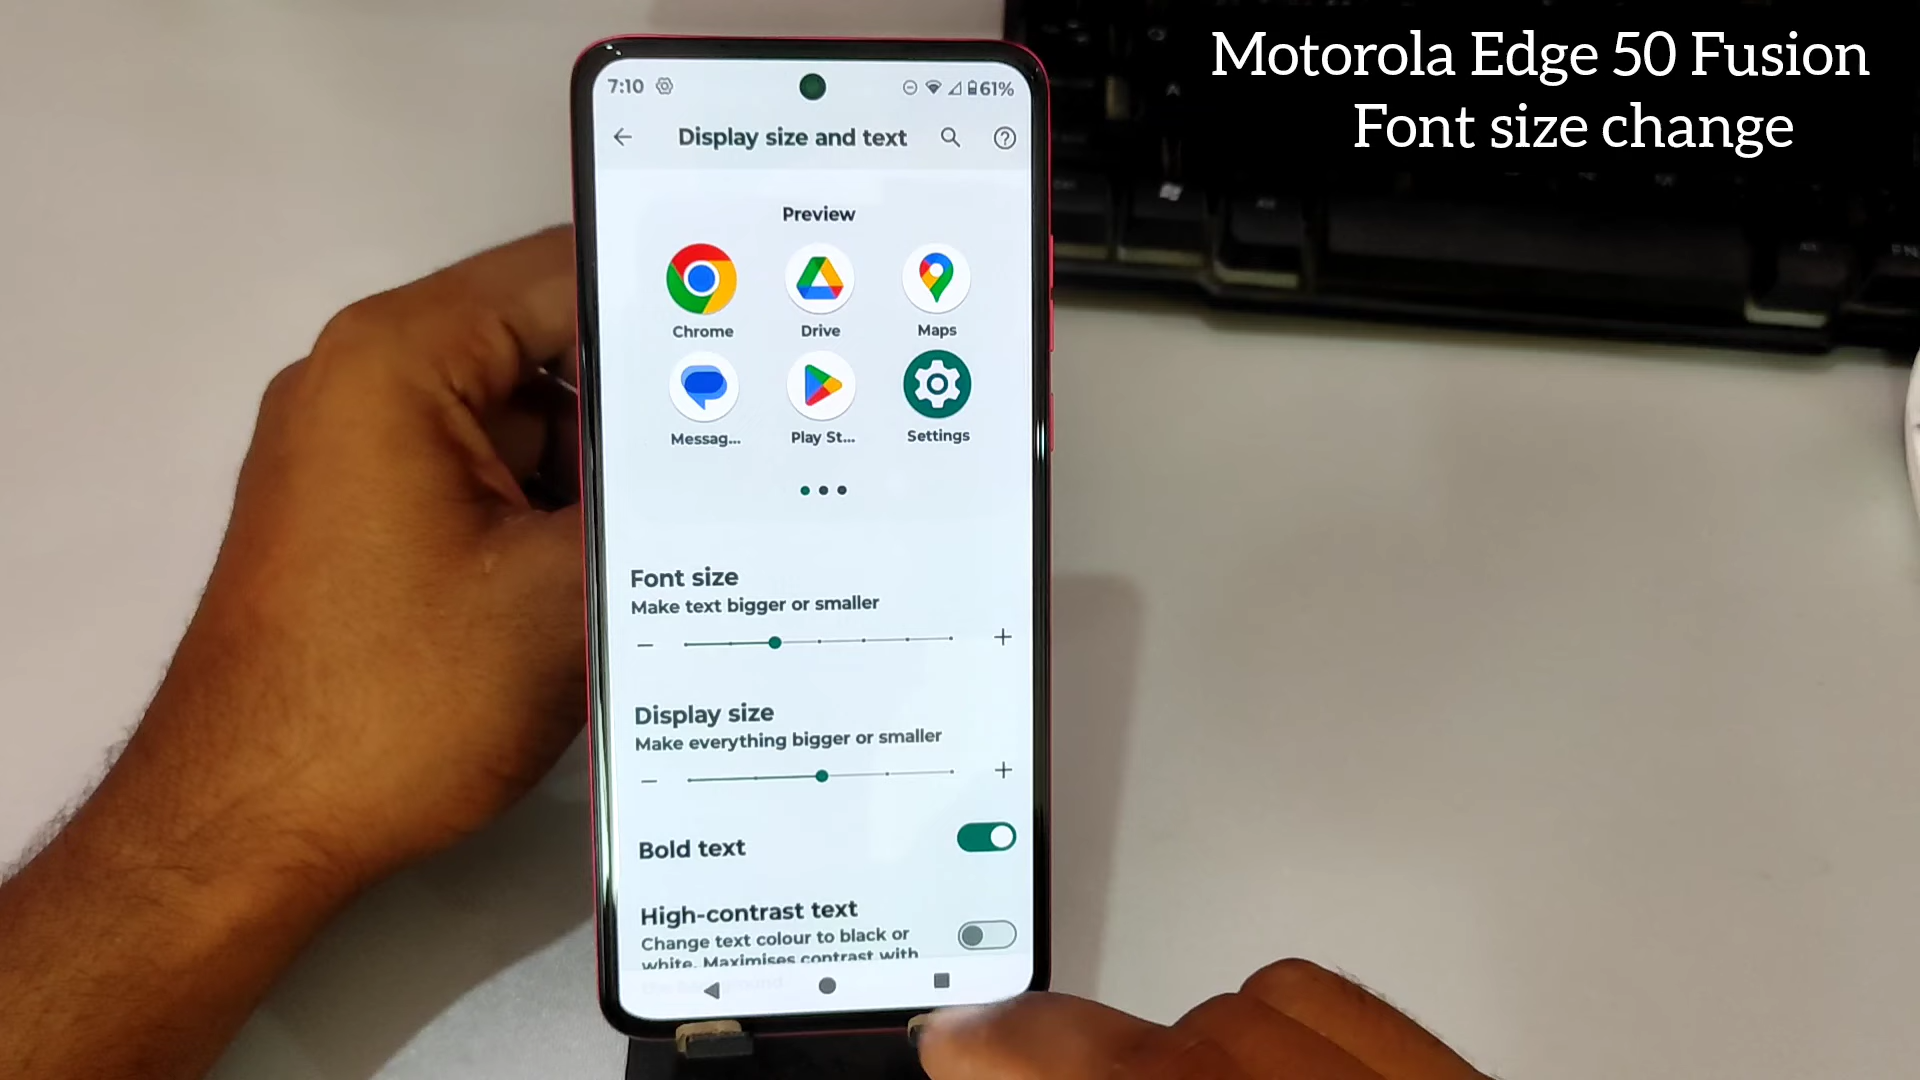 Motorola Edge 50 Fusion
Font size change
7:10
61%
Display size and text
Preview
Chrome
Drive
Maps
Messag...
Play St...
Settings
Font size
Make text bigger or smaller
Display size
Make everything bigger or smaller
Bold text
High-contrast text
Change text colour to black or
white. Maximises contrast with